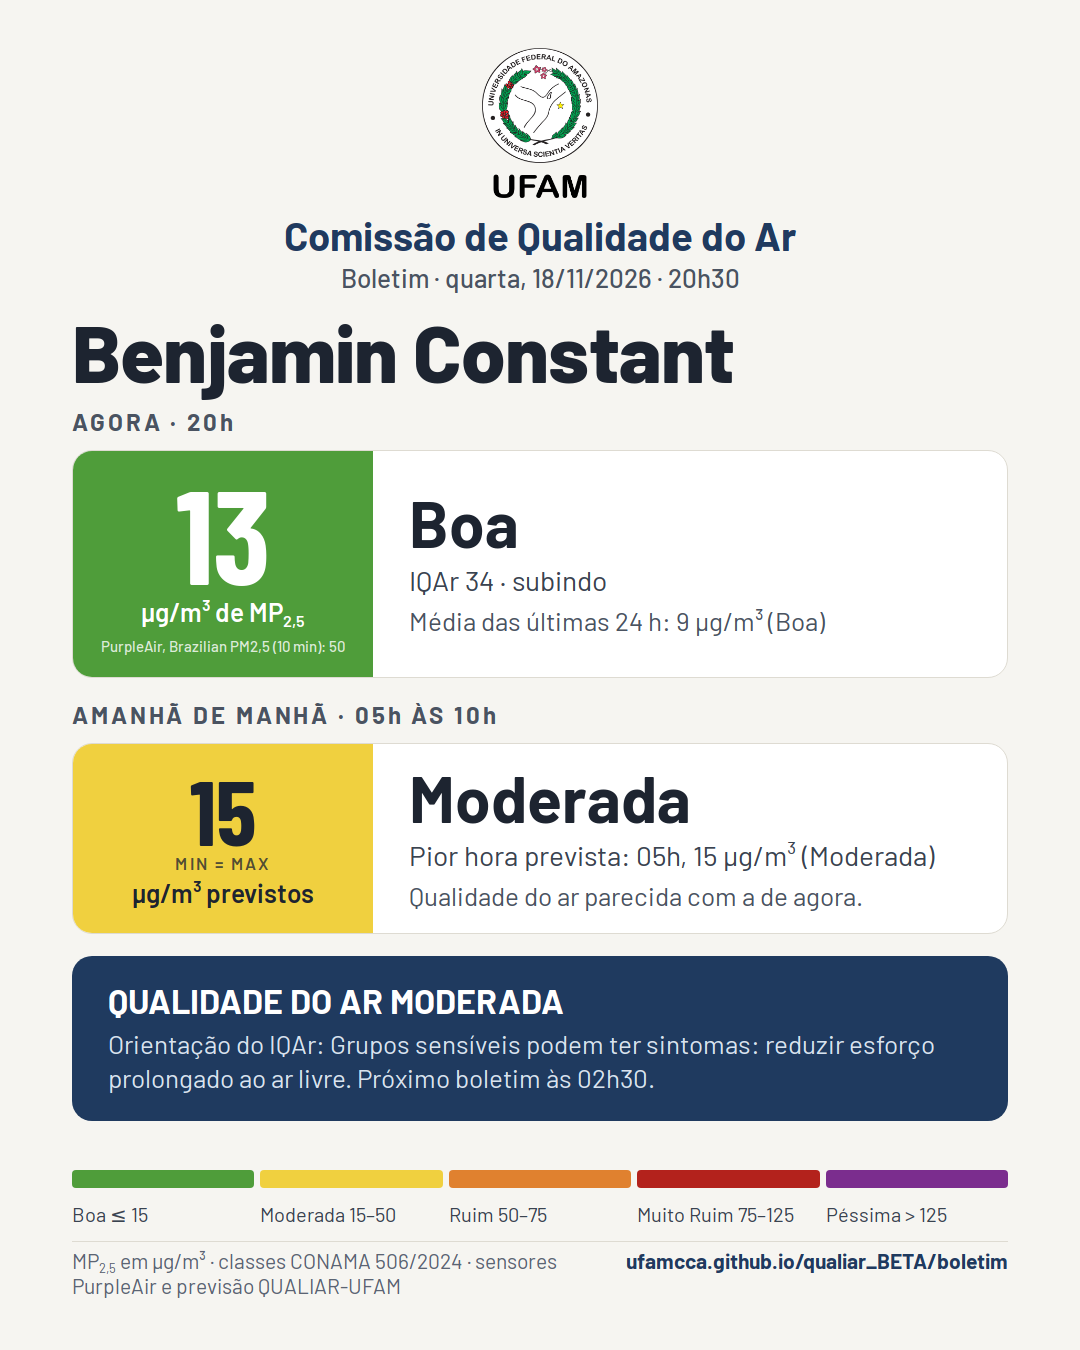 UNIVERSIDADE FEDERAL DO AMAZONAS
IN UNIVERSA SCIENTIA VERITAS
UFAM
Comissão de Qualidade do Ar
Boletim · quarta, 18/11/2026 · 20h30
Benjamin Constant
AGORA · 20h
13
µg/m³ de MP2,5
PurpleAir, Brazilian PM2,5 (10 min): 50
Boa
IQAr 34 · subindo
Média das últimas 24 h: 9 µg/m³ (Boa)
AMANHÃ DE MANHÃ · 05h ÀS 10h
15
MIN = MAX
µg/m³ previstos
Moderada
Pior hora prevista: 05h, 15 µg/m³ (Moderada)
Qualidade do ar parecida com a de agora.
QUALIDADE DO AR MODERADA
Orientação do IQAr: Grupos sensíveis podem ter sintomas: reduzir esforço
prolongado ao ar livre. Próximo boletim às 02h30.
Boa ≤ 15
Moderada 15–50
Ruim 50–75
Muito Ruim 75–125
Péssima > 125
MP2,5 em µg/m³ · classes CONAMA 506/2024 · sensores
PurpleAir e previsão QUALIAR-UFAM
ufamcca.github.io/qualiar_BETA/boletim